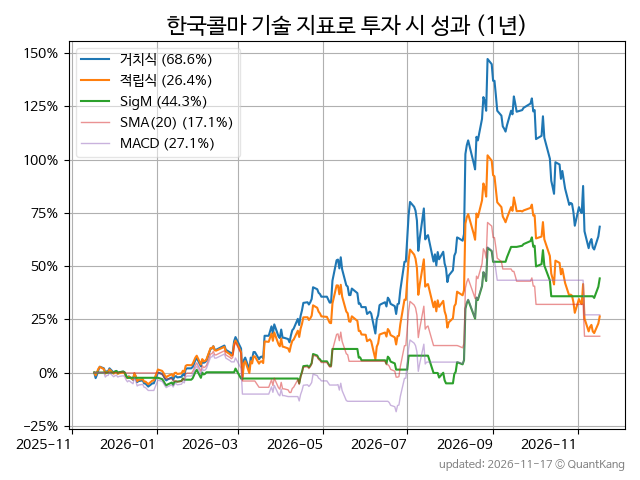 한국콜마 기술 지표로 투자 시 성과 (1년)
거치식 (68.6%)
적립식 (26.4%)
SigM (44.3%)
SMA(20) (17.1%)
MACD (27.1%)
150%
125%
100%
75%
50%
25%
0%
−25%
2025-11
2026-01
2026-03
2026-05
2026-07
2026-09
2026-11
updated: 2026-11-17 © QuantKang